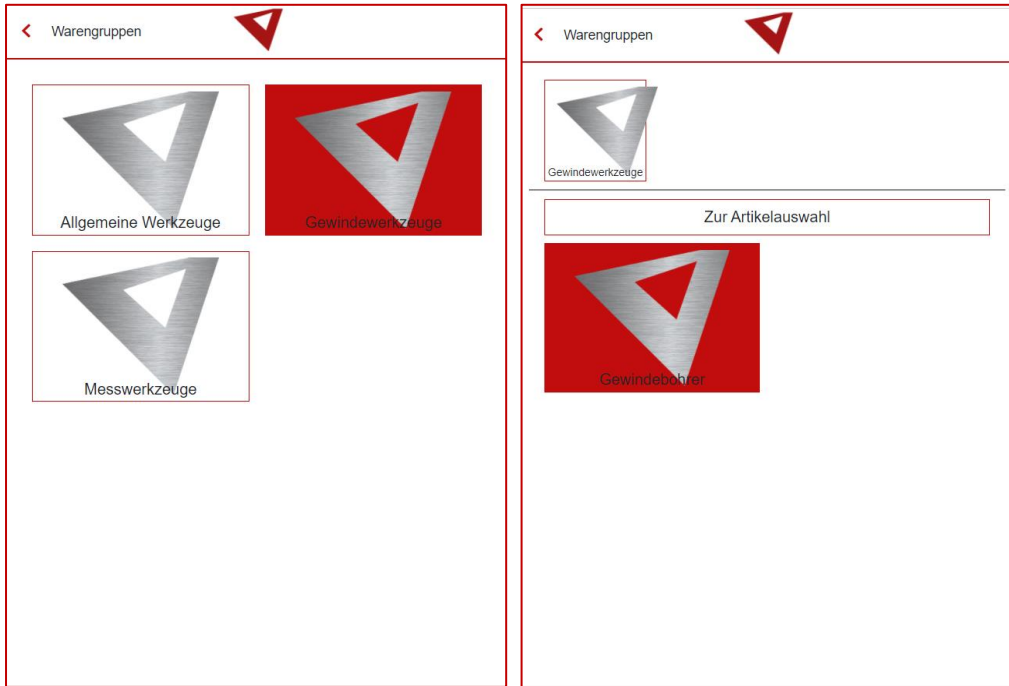 Warengruppen
Allgemeine Werkzeuge
Gewindewerkzeuge
Messwerkzeuge
Warengruppen
Gewindewerkzeuge
Zur Artikelauswahl
Gewindebohrer